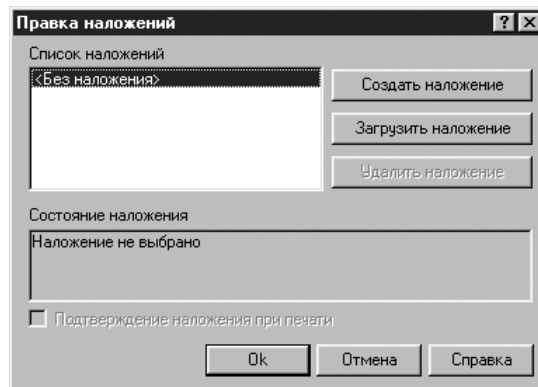 Правка наложений
Список наложений
<Без наложения>
Создать наложение
Загрузить наложение
Удалить наложение
Состояние наложения
Наложение не выбрано
Подтверждение наложения при печати
Ok Отмена Справка